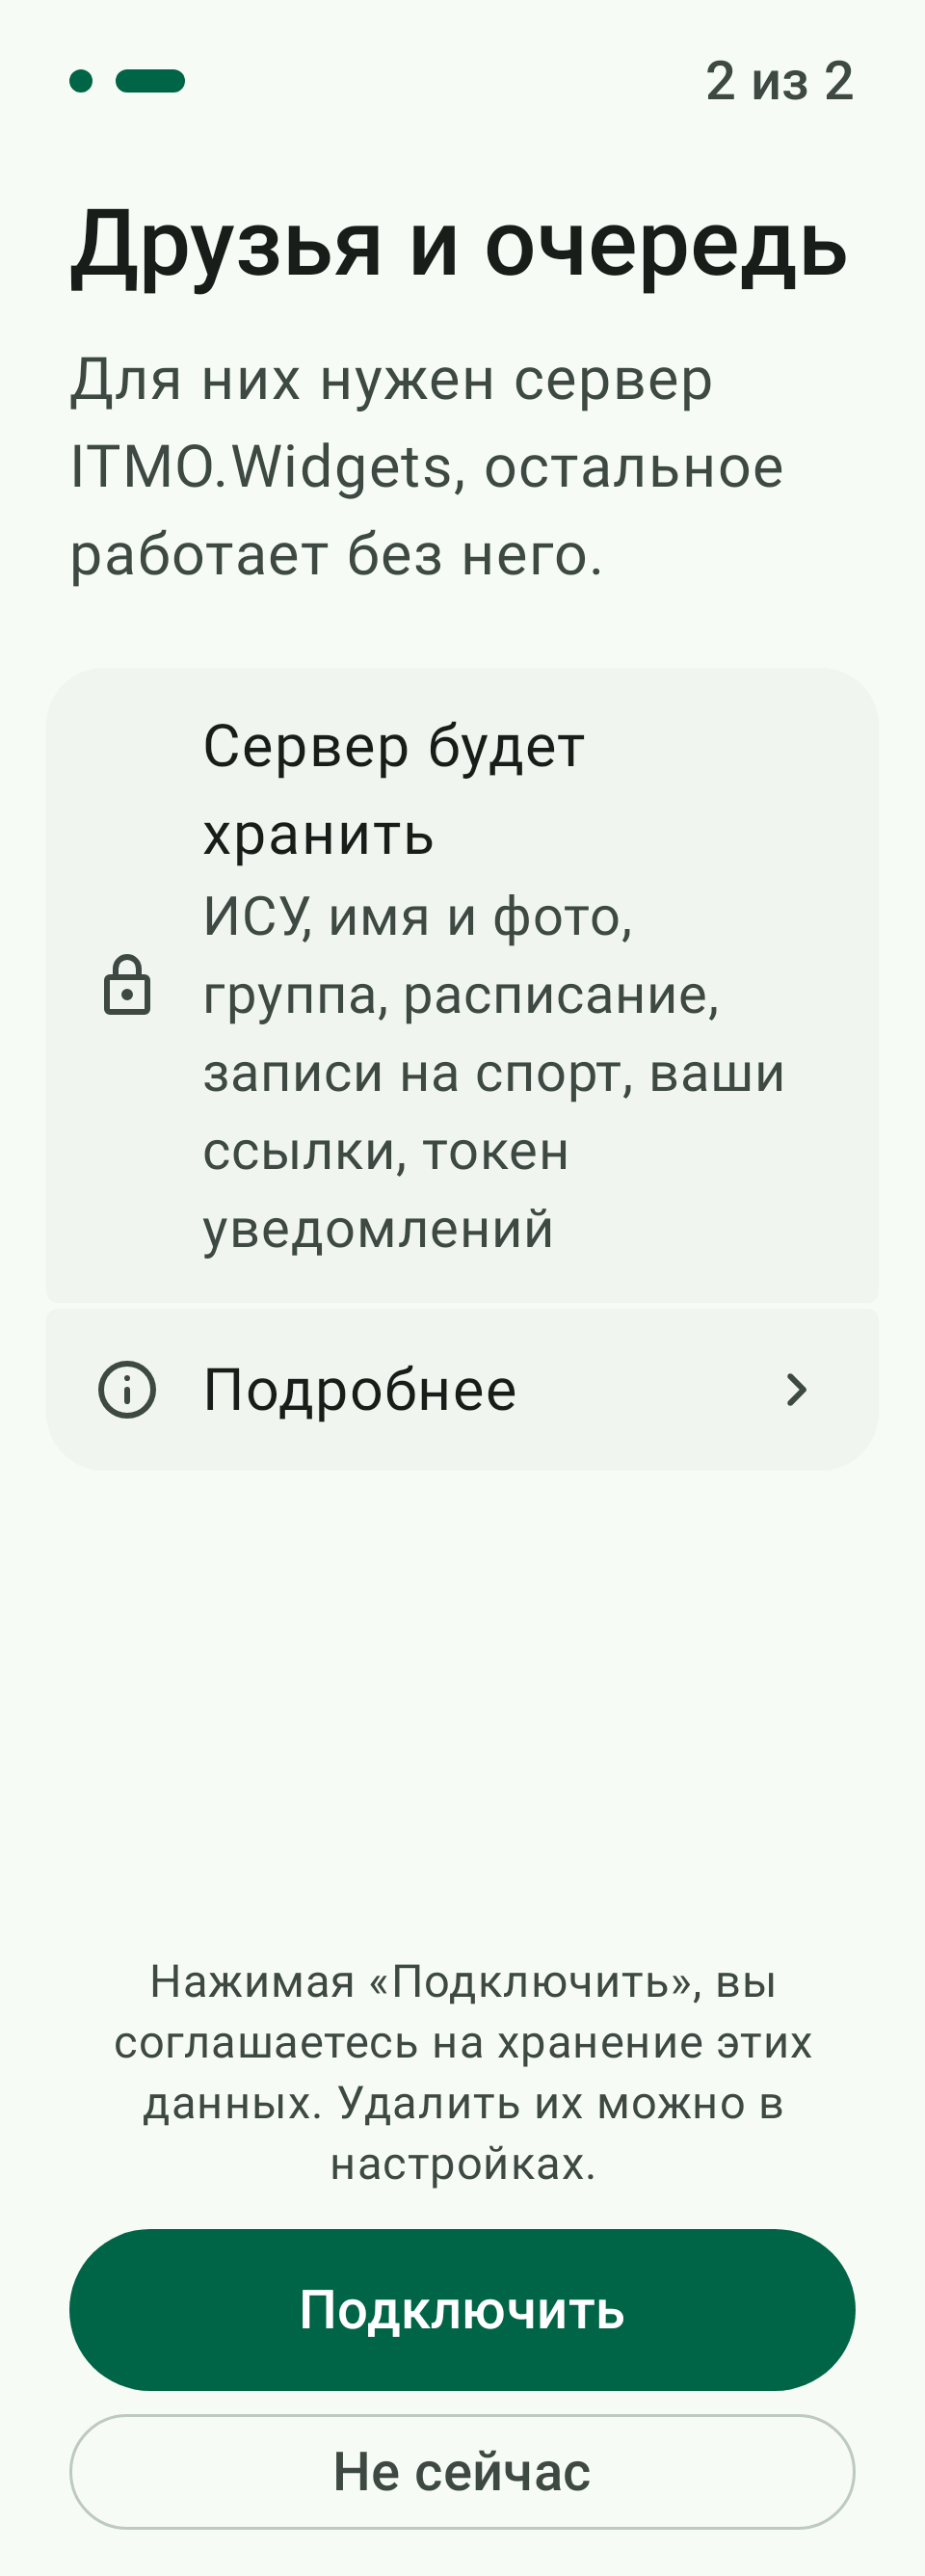 2 из 2
Друзья и очередь
Для них нужен сервер
ITMO.Widgets, остальное
работает без него.
Сервер будет
хранить
ИСУ, имя и фото,
группа, расписание,
записи на спорт, ваши
ссылки, токен
уведомлений
Подробнее
Нажимая «Подключить», вы
соглашаетесь на хранение этих
данных. Удалить их можно в
настройках.
Подключить
Не сейчас